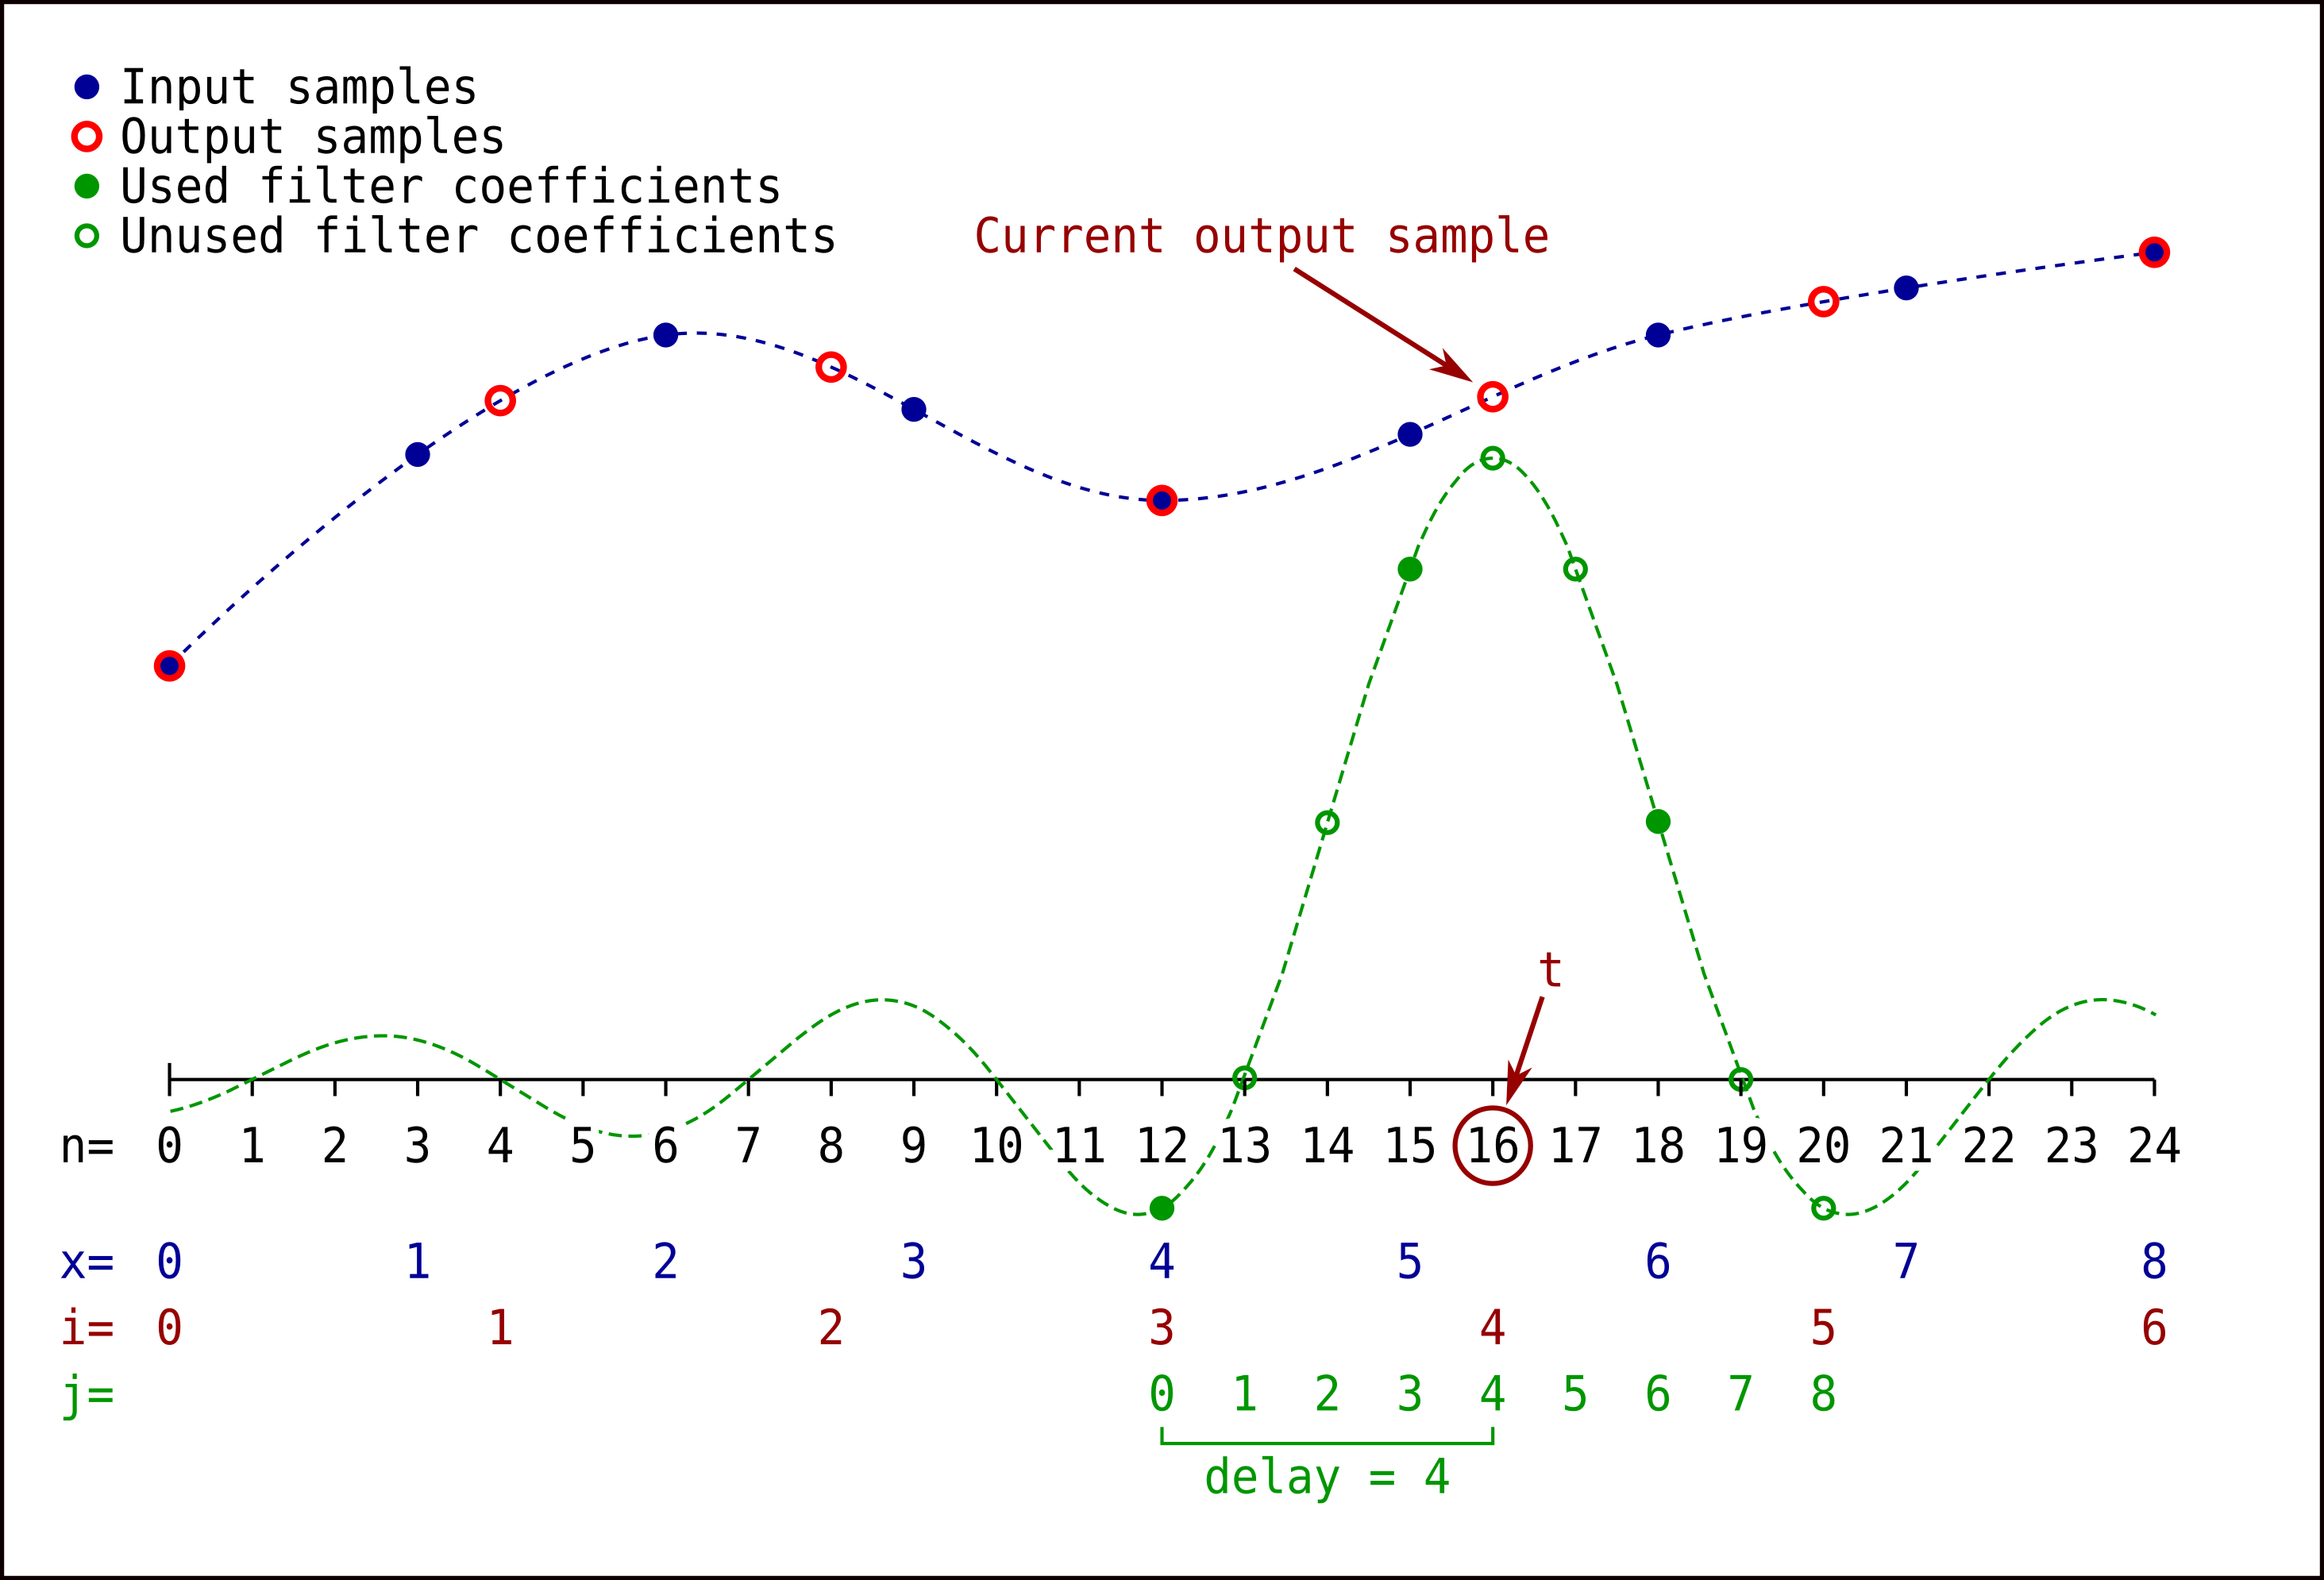 Input samples
Output samples
Used filter coefficients
Unused filter coefficients
Current output sample
t
n= 0 1 2 3 4 5 6 7 8 9 10 11 12 13 14 15 16 17 18 19 20 21 22 23 24
x= 0 1 2 3 4 5 6 7 8
i= 0 1 2 3 4 5 6
j= 0 1 2 3 4 5 6 7 8
delay = 4